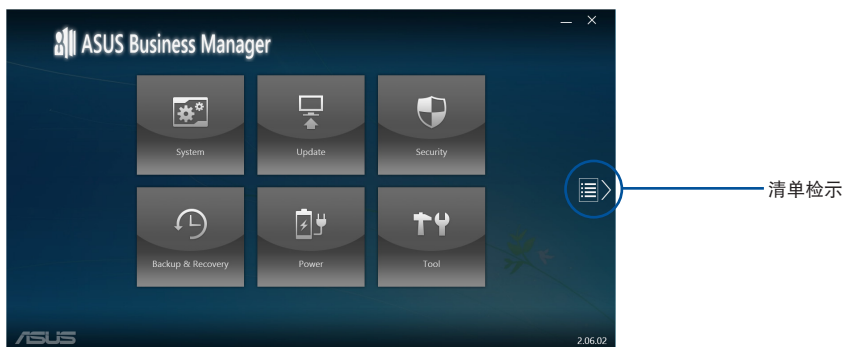 ASUS Business Manager
System
Update
Security
清单检示
Backup & Recovery
Power
Tool
ASUS
2.06.02